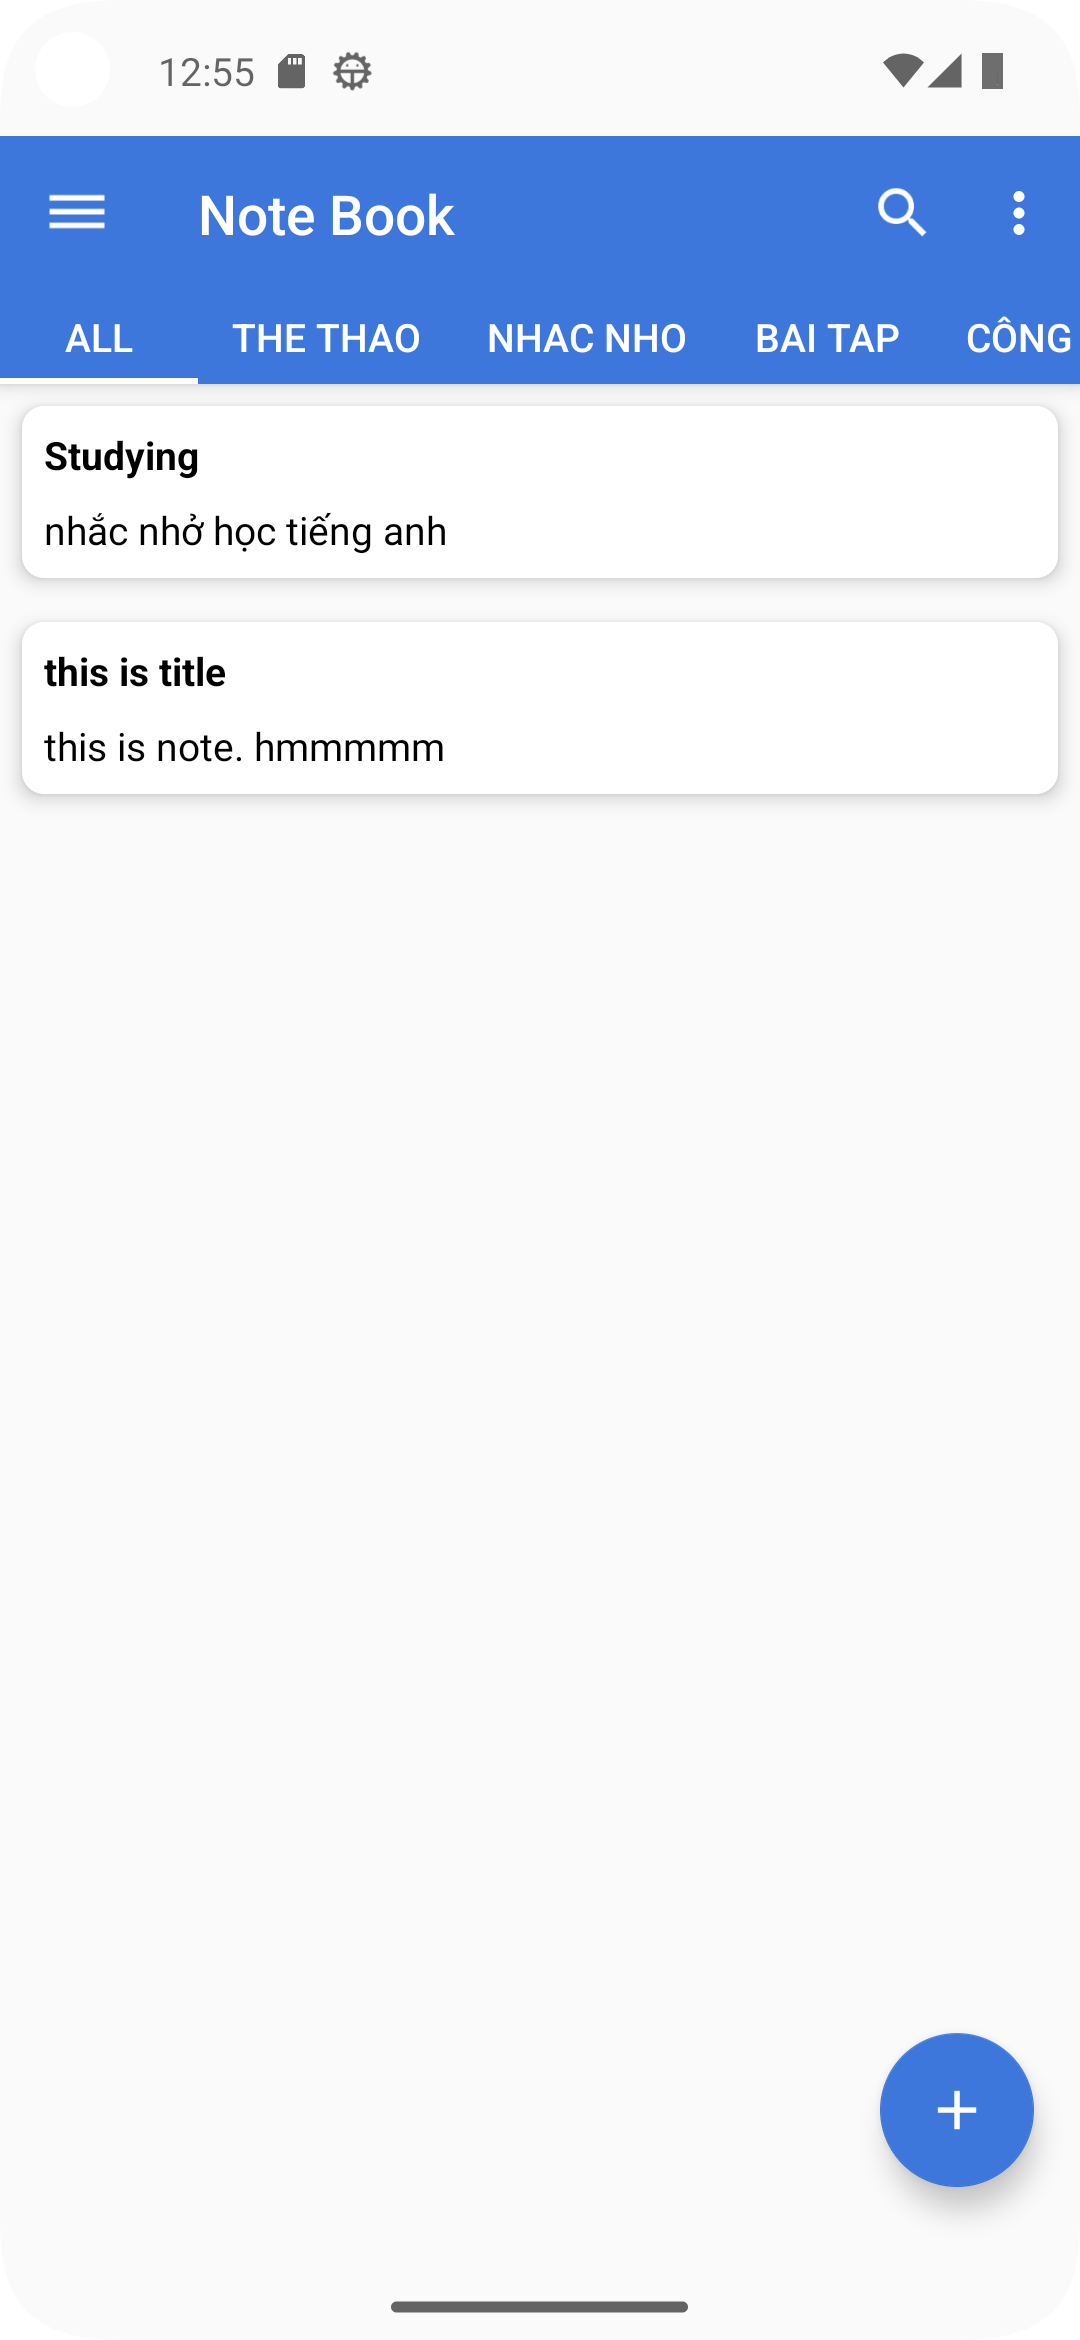 12:55
Note Book
ALL THE THAO NHAC NHO BAI TAP CÔNG
Studying
nhắc nhở học tiếng anh
this is title
this is note. hmmmmm